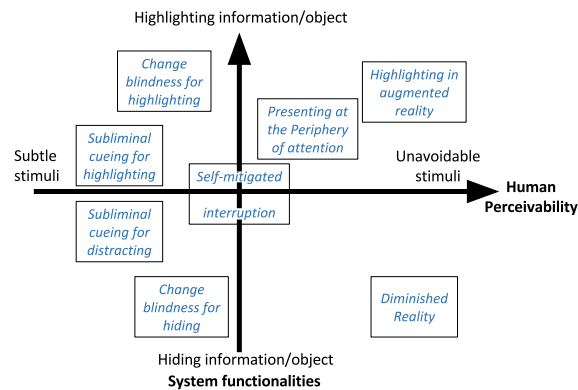 Highlighting information/object
Change
blindness for
highlighting
Highlighting in
augmented
reality
Presenting at
the Periphery
of attention
Subliminal
cueing for
highlighting
Subtle
stimuli
Unavoidable
stimuli
Self-mitigated
interruption
Human
Perceivability
Subliminal
cueing for
distracting
Change
blindness for
hiding
Diminished
Reality
Hiding information/object
System functionalities